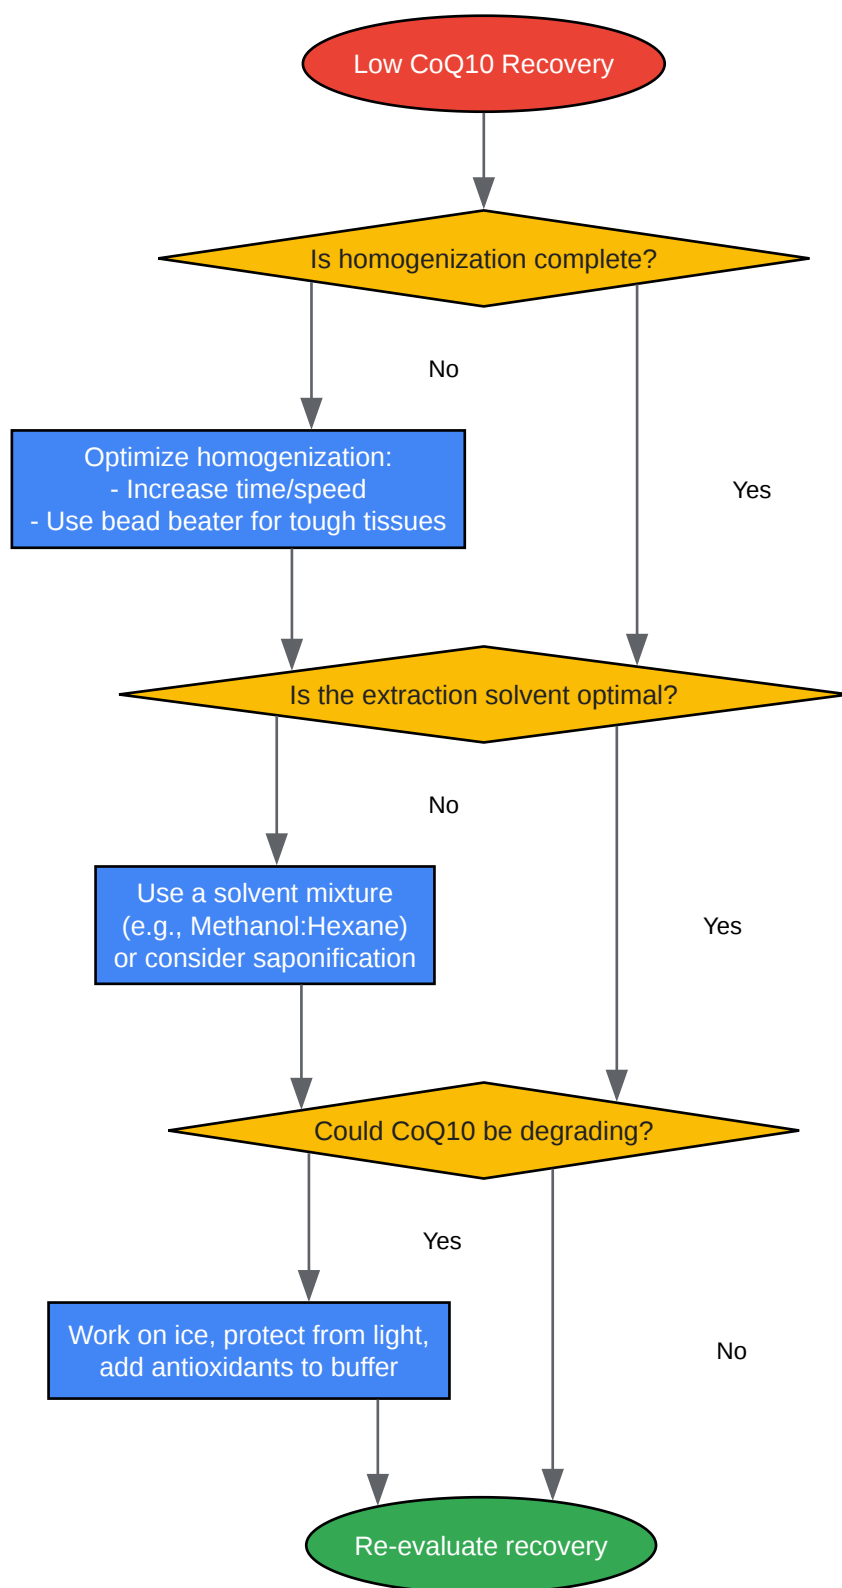 Low CoQ10 Recovery
Is homogenization complete?
No
Optimize homogenization:
- Increase time/speed
- Use bead beater for tough tissues
Yes
Is the extraction solvent optimal?
No
Use a solvent mixture
(e.g., Methanol:Hexane)
or consider saponification
Yes
Could CoQ10 be degrading?
Yes
Work on ice, protect from light,
add antioxidants to buffer
No
Re-evaluate recovery